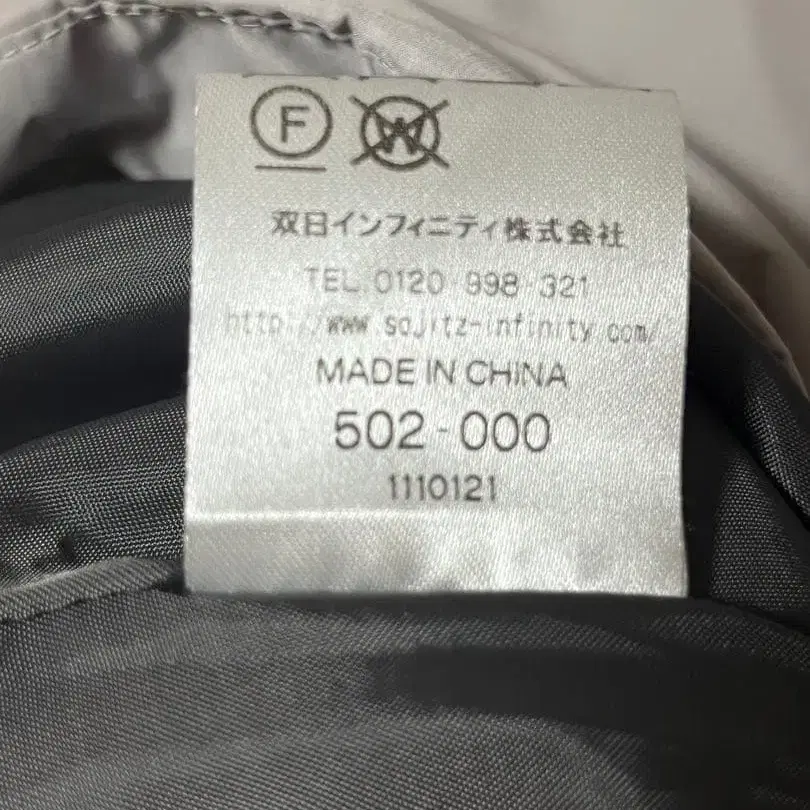 F W
双日インフィニティ株式会社
TEL.0120-998-321
http://www.sojitz-infinity.com/
MADE IN CHINA
502-000
1110121